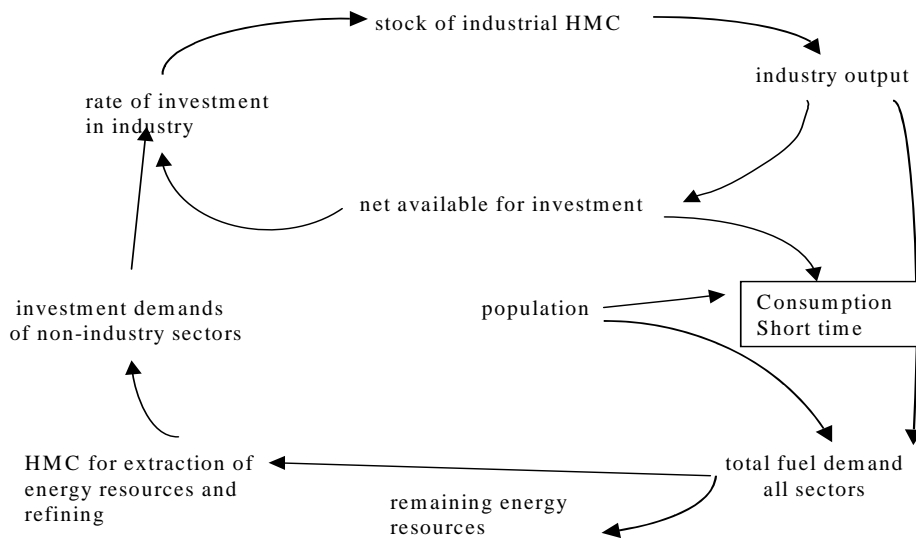 stock of industrial HMC
industry output
rate of investment
in industry
net available for investment
investment demands
of non-industry sectors
population
Consumption
Short time
HMC for extraction of
energy resources and
refining
total fuel demand
all sectors
remaining energy
resources